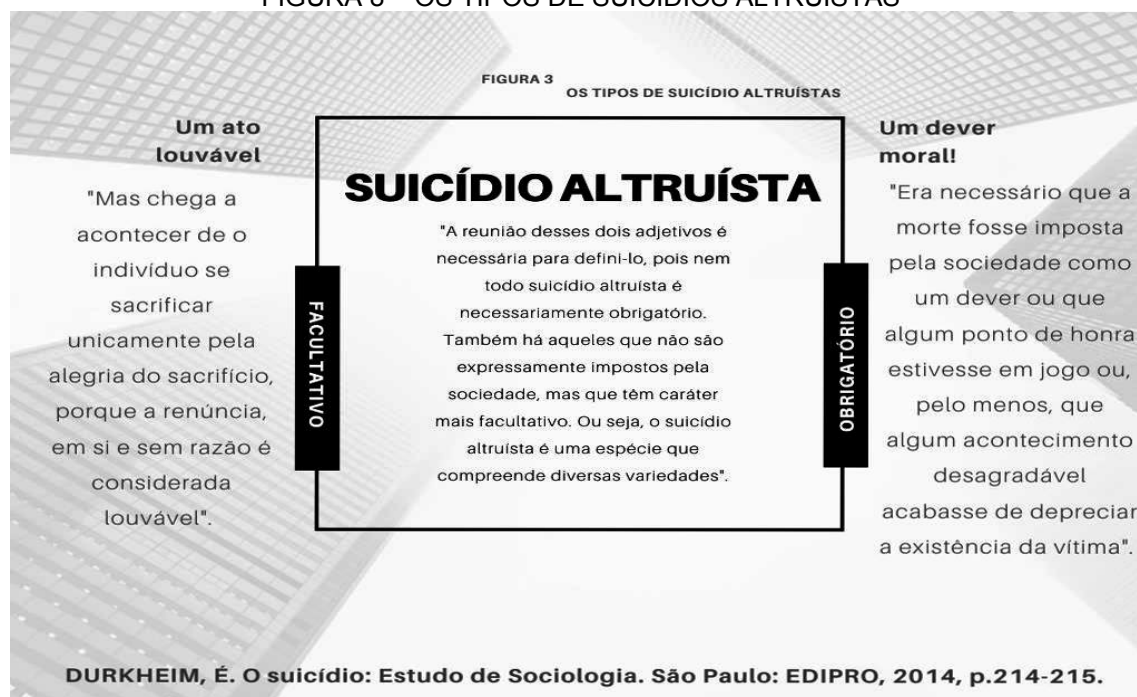 OS TIPOS DE SUICÍDIOS ALTRUÍSTAS
FIGURA 3
OS TIPOS DE SUICÍDIO ALTRUÍSTAS
Um ato
louvável
"Mas chega a
acontecer de o
indivíduo se
sacrificar
unicamente pela
alegria do sacrifício,
porque a renúncia,
em si e sem razão é
considerada
louvável".
FACULTATIVO
SUICÍDIO ALTRUÍSTA
"A reunião desses dois adjetivos é
necessária para defini-lo, pois nem
todo suicídio altruísta é
necessariamente obrigatório.
Também há aqueles que não são
expressamente impostos pela
sociedade, mas que têm caráter
mais facultativo. Ou seja, o suicídio
altruísta é uma espécie que
compreende diversas variedades".
OBRIGATÓRIO
Um dever
moral!
"Era necessário que a
morte fosse imposta
pela sociedade como
um dever ou que
algum ponto de honra
estivesse em jogo ou,
pelo menos, que
algum acontecimento
desagradável
acabasse de depreciar
a existência da vítima".
DURKHEIM, É. O suicídio: Estudo de Sociologia. São Paulo: EDIPRO, 2014, p.214-215.